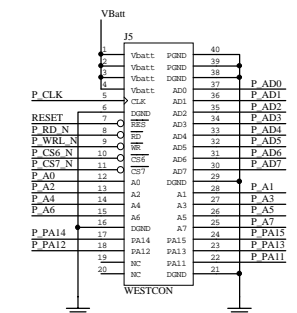 VBatt
J5
1 Vbatt PGND 40
2 Vbatt PGND 39
3 Vbatt PGND 38
4 Vbatt AD0 37 P_AD0
P_CLK 5 CLK AD1 36 P_AD1
6 DGND AD2 35 P_AD2
RESET 7 RES AD3 34 P_AD3
P_RD_N 8 RD AD4 33 P_AD4
P_WRL_N 9 WR AD5 32 P_AD5
P_CS6_N 10 CS6 AD6 31 P_AD6
P_CS7_N 11 CS7 AD7 30 P_AD7
P_A0 12 A0 DGND 29
P_A2 13 A2 A1 28 P_A1
P_A4 14 A4 A3 27 P_A3
P_A6 15 A6 A5 26 P_A5
16 DGND A7 25 P_A7
P_PA14 17 PA14 PA15 24 P_PA15
P_PA12 18 PA12 PA13 23 P_PA13
19 NC PA11 22 P_PA11
20 NC DGND 21
WESTCON